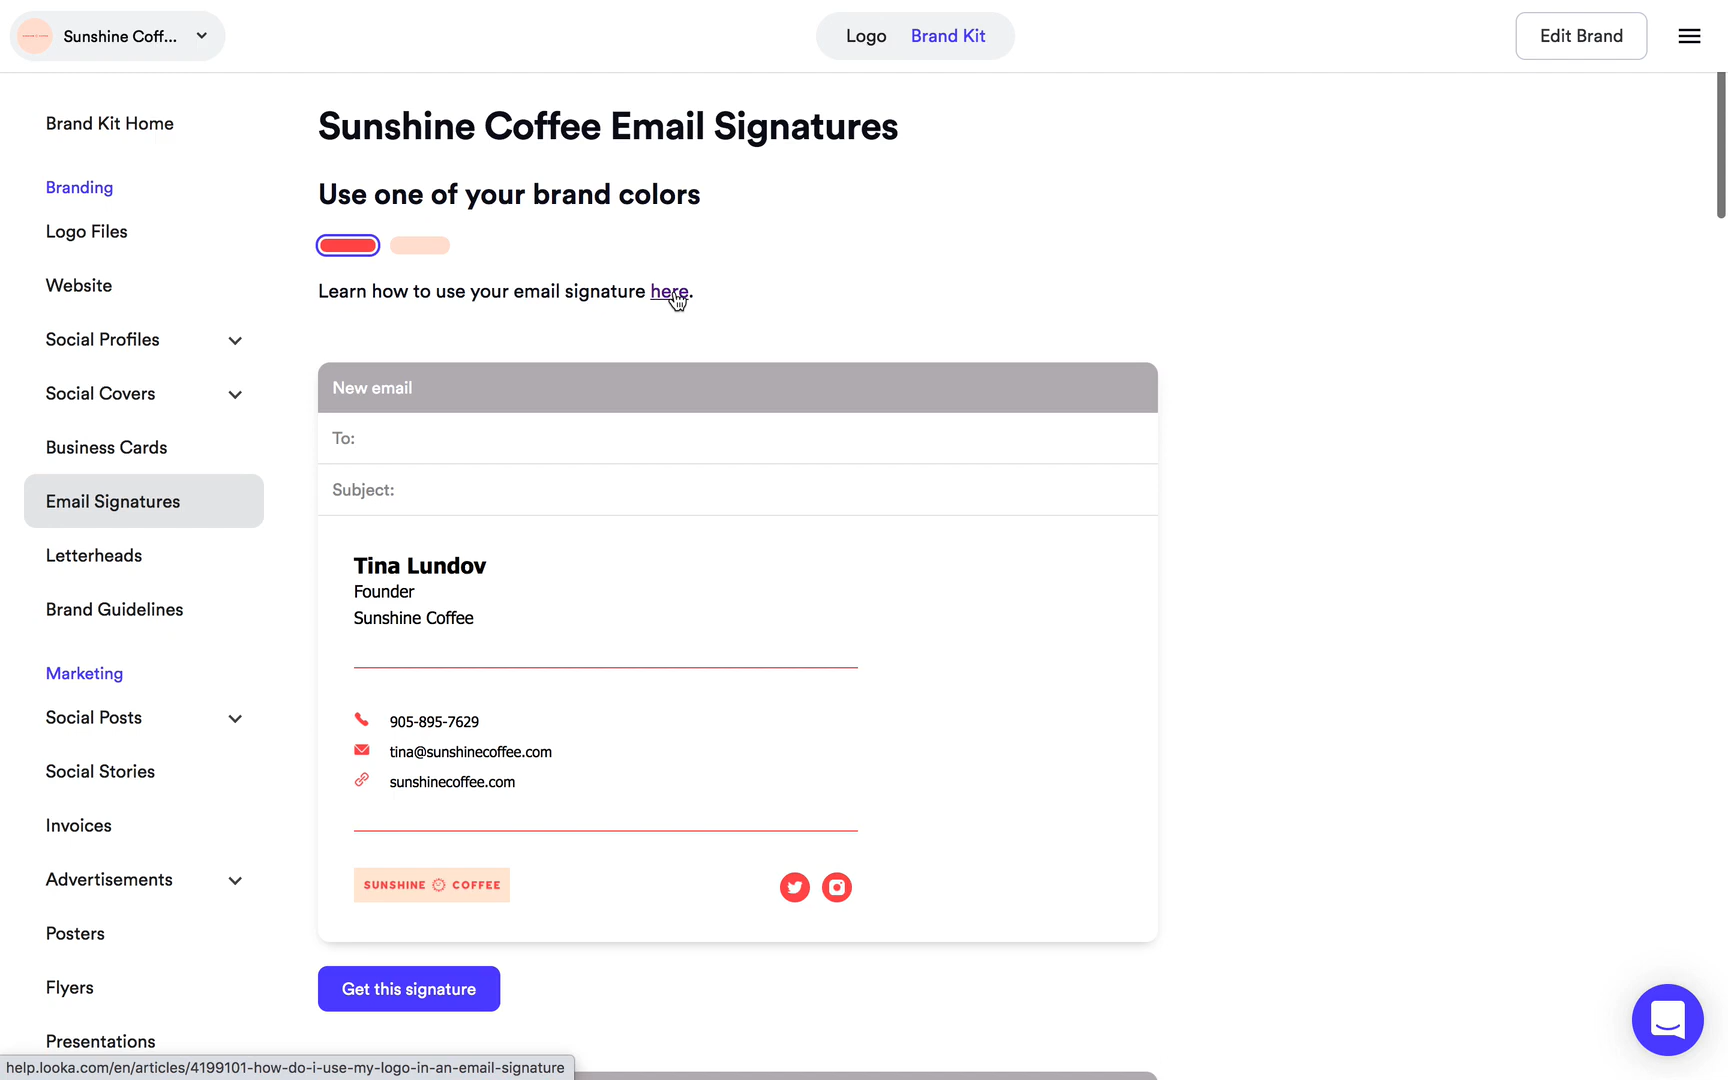 Sunshine Coff...
Logo
Brand Kit
Edit Brand
Brand Kit Home
Branding
Logo Files
Website
Social Profiles
Social Covers
Business Cards
Email Signatures
Letterheads
Brand Guidelines
Marketing
Social Posts
Social Stories
Invoices
Advertisements
Posters
Flyers
Presentations
Sunshine Coffee Email Signatures
Use one of your brand colors
Learn how to use your email signature here.
New email
To:
Subject:
Tina Lundov
Founder
Sunshine Coffee
905-895-7629
tina@sunshinecoffee.com
sunshinecoffee.com
SUNSHINE COFFEE
Get this signature
help.looka.com/en/articles/4199101-how-do-i-use-my-logo-in-an-email-signature